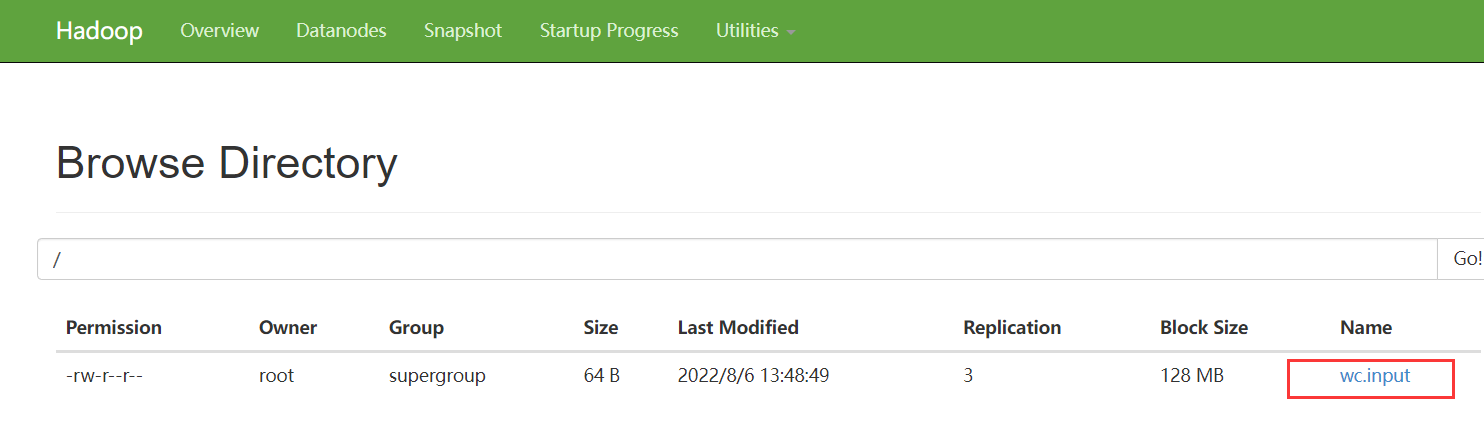 Hadoop Overview Datanodes Snapshot Startup Progress Utilities
Browse Directory
/ Go!
Permission Owner Group Size Last Modified Replication Block Size Name
-rw-r--r-- root supergroup 64 B 2022/8/6 13:48:49 3 128 MB wc.input